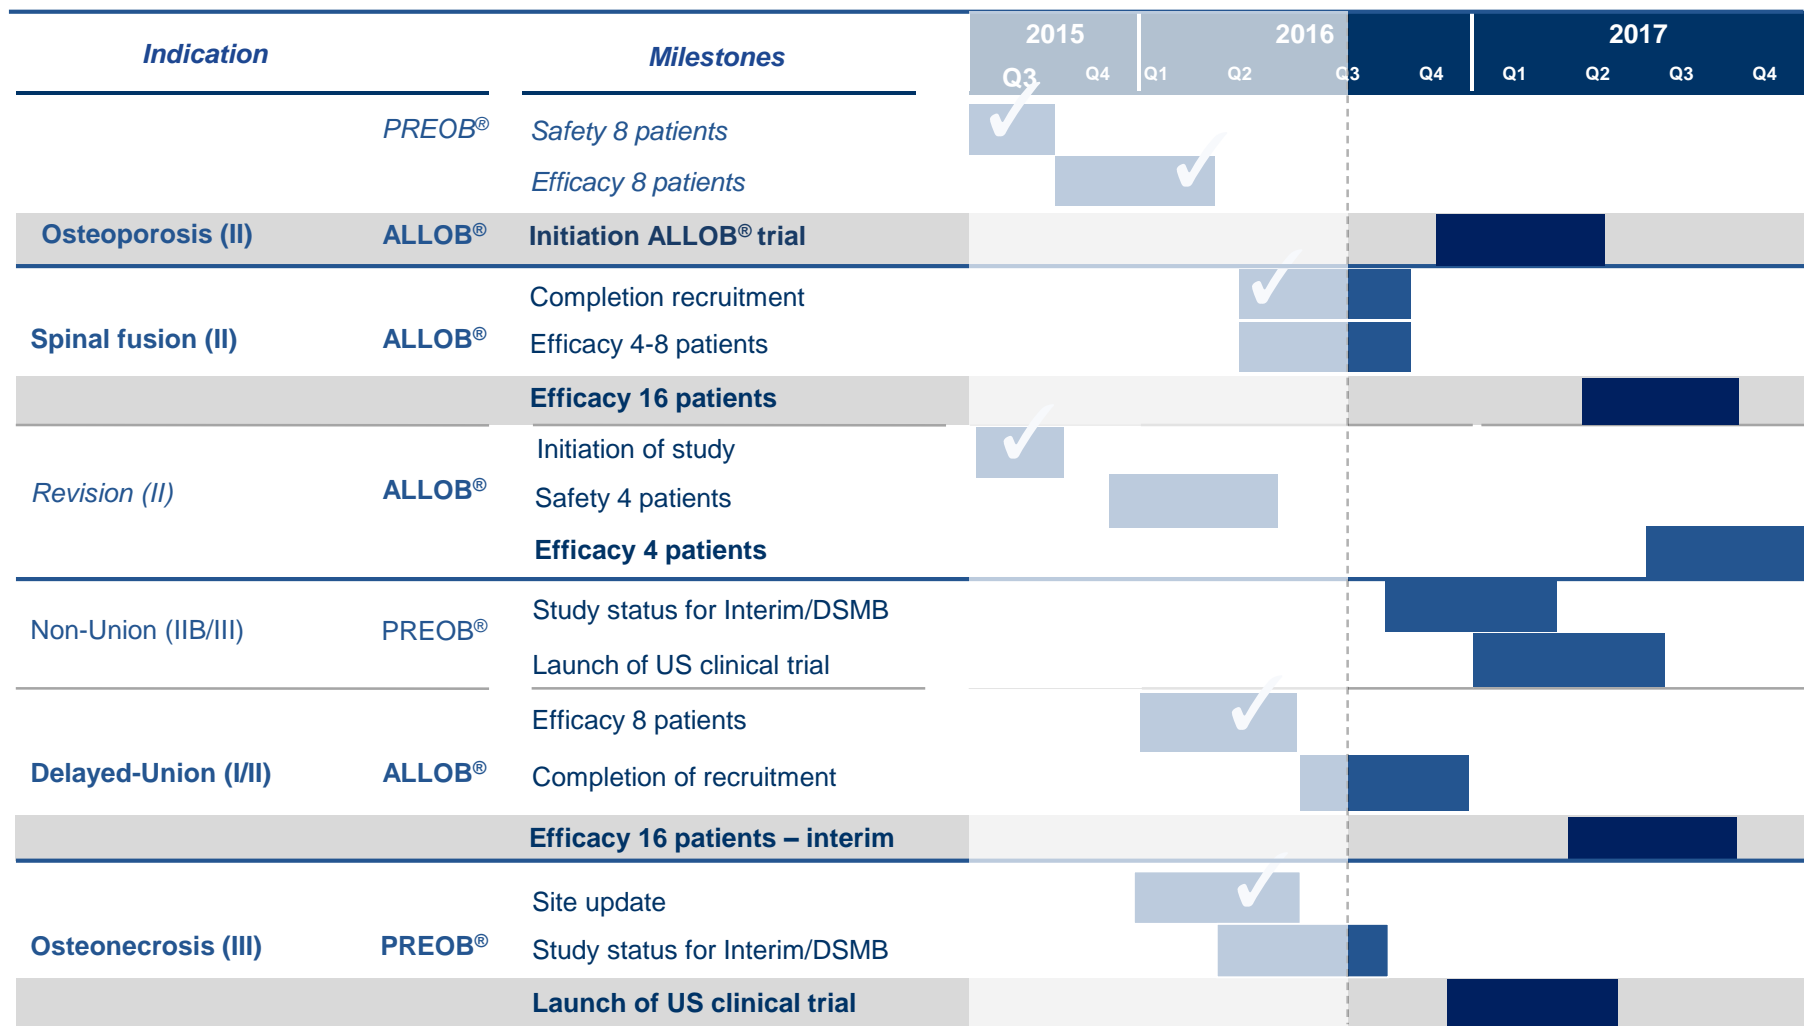 Indication Milestones 2015 2016 2017
Q3 Q4 Q1 Q2 Q3 Q4 Q1 Q2 Q3 Q4
PREOB® Safety 8 patients
Efficacy 8 patients
Osteoporosis (II) ALLOB® Initiation ALLOB® trial
Completion recruitment
Spinal fusion (II) ALLOB® Efficacy 4-8 patients
Efficacy 16 patients
Initiation of study
Revision (II) ALLOB® Safety 4 patients
Efficacy 4 patients
Study status for Interim/DSMB
Non-Union (IIB/III) PREOB®
Launch of US clinical trial
Efficacy 8 patients
Delayed-Union (I/II) ALLOB® Completion of recruitment
Efficacy 16 patients – interim
Site update
Osteonecrosis (III) PREOB® Study status for Interim/DSMB
Launch of US clinical trial